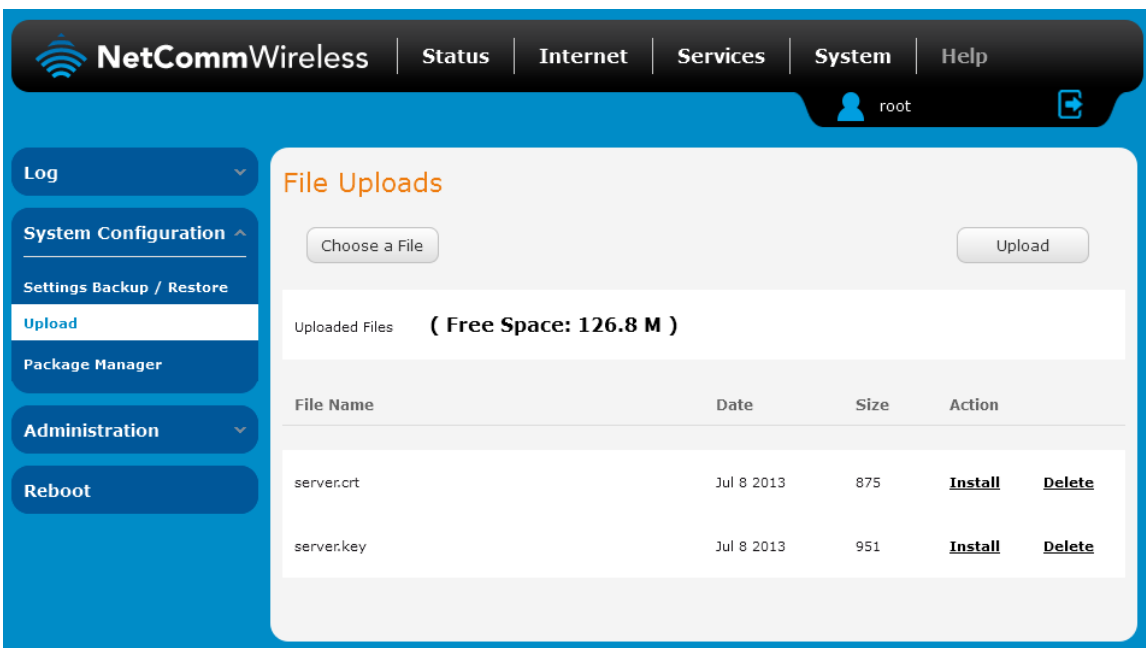 NetCommWireless Status Internet Services System Help
root
Log
System Configuration
Settings Backup / Restore
Upload
Package Manager
Administration
Reboot
File Uploads
Choose a File Upload
Uploaded Files ( Free Space: 126.8 M )
File Name Date Size Action
server.crt Jul 8 2013 875 Install Delete
server.key Jul 8 2013 951 Install Delete